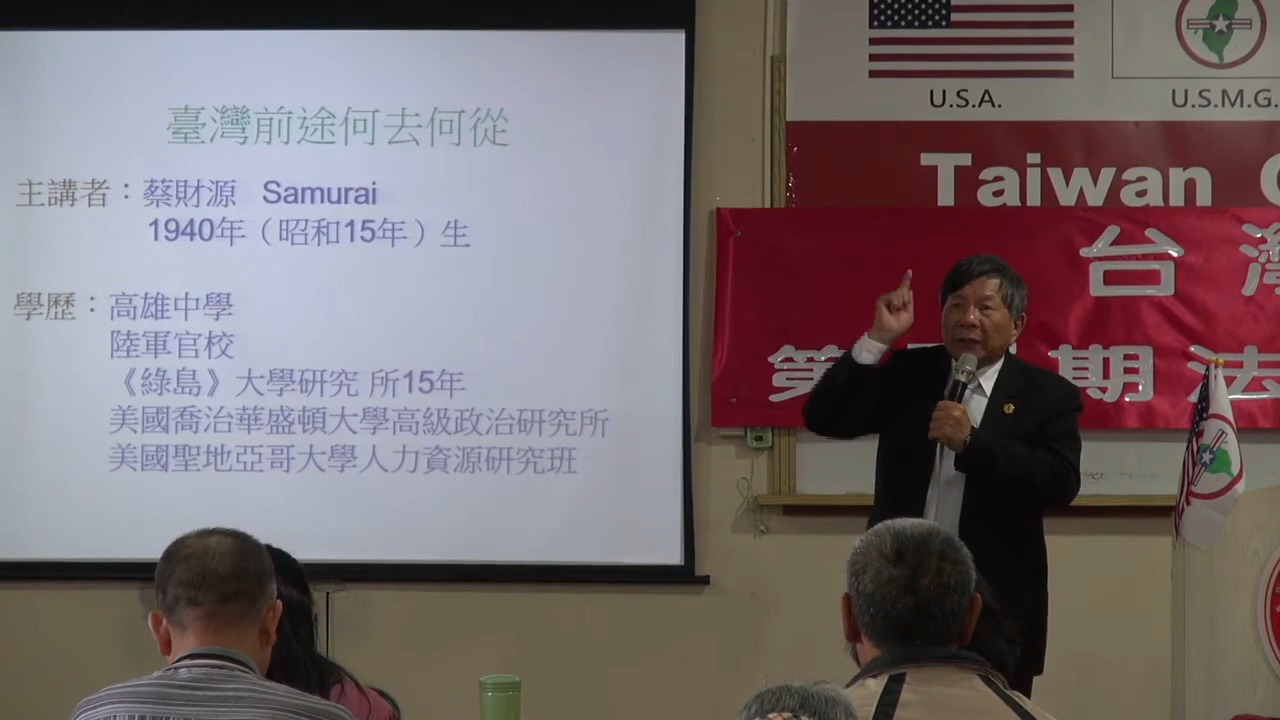 臺灣前途何去何從
主講者：蔡財源 Samurai
1940年（昭和15年）生
學歷：高雄中學
陸軍官校
《綠島》大學研究 所15年
美國喬治華盛頓大學高級政治研究所
美國聖地亞哥大學人力資源研究班
U.S.A.
U.S.M.G.
Taiwan
台灣
第 期法